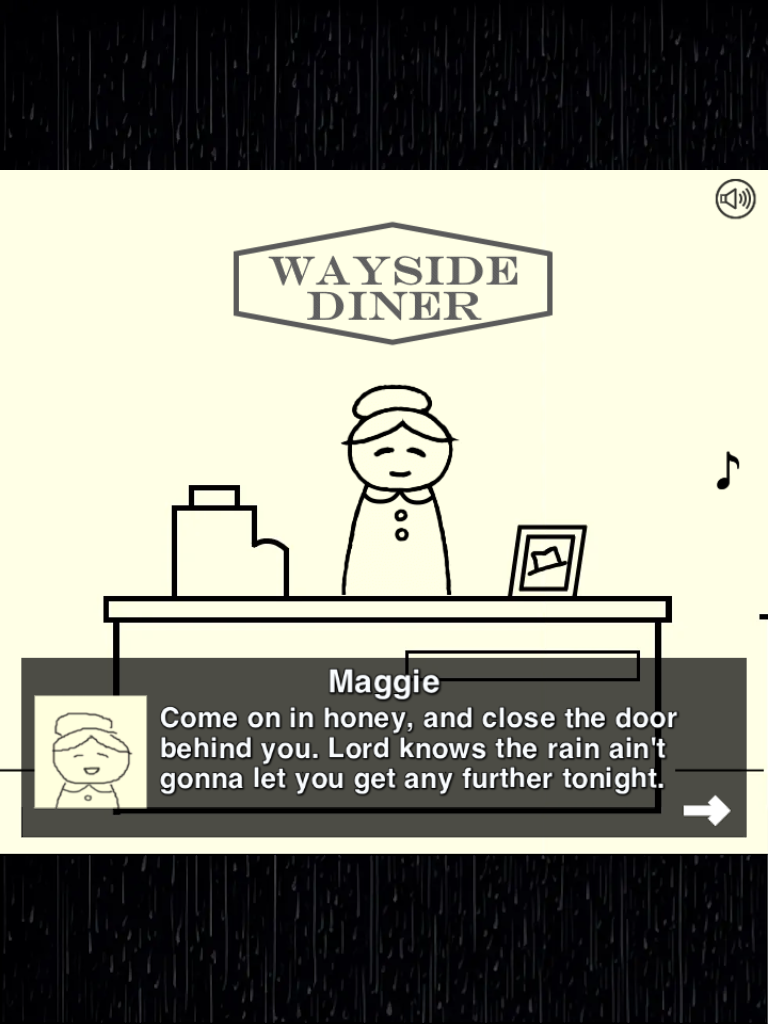 WAYSIDE
DINER
Maggie
Come on in honey, and close the door
behind you. Lord knows the rain ain't
gonna let you get any further tonight.